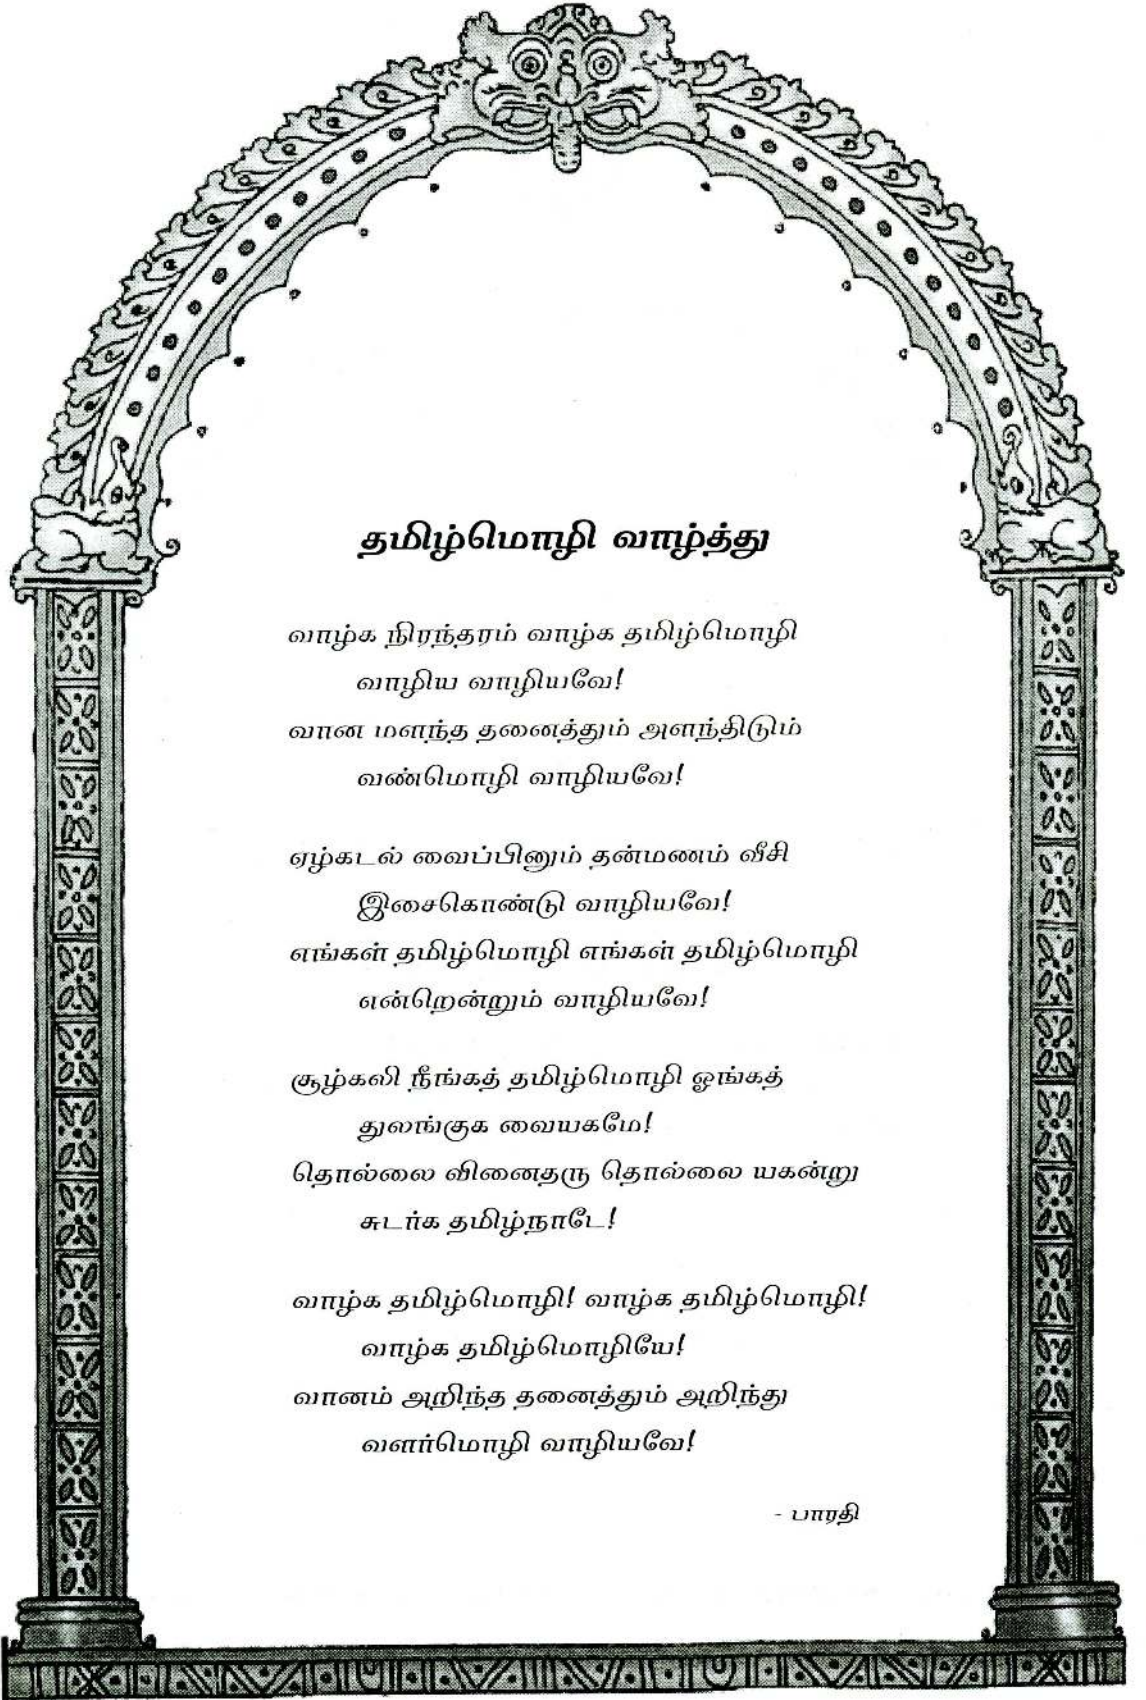 தமிழ்மொழி வாழ்த்து
வாழ்க நிரந்தரம் வாழ்க தமிழ்மொழி
வாழிய வாழியவே!
வான மளந்த தனைத்தும் அளந்திடும்
வண்மொழி வாழியவே!
ஏழ்கடல் வைப்பினும் தன்மணம் வீசி
இசைகொண்டு வாழியவே!
எங்கள் தமிழ்மொழி எங்கள் தமிழ்மொழி
என்றென்றும் வாழியவே!
சூழ்கலி நீங்கத் தமிழ்மொழி ஓங்கத்
துலங்குக வையகமே!
தொல்லை வினைதரு தொல்லை யகன்று
சுடர்க தமிழ்நாடே!
வாழ்க தமிழ்மொழி! வாழ்க தமிழ்மொழி!
வாழ்க தமிழ்மொழியே!
வானம் அறிந்த தனைத்தும் அறிந்து
வளர்மொழி வாழியவே!
- பாரதி